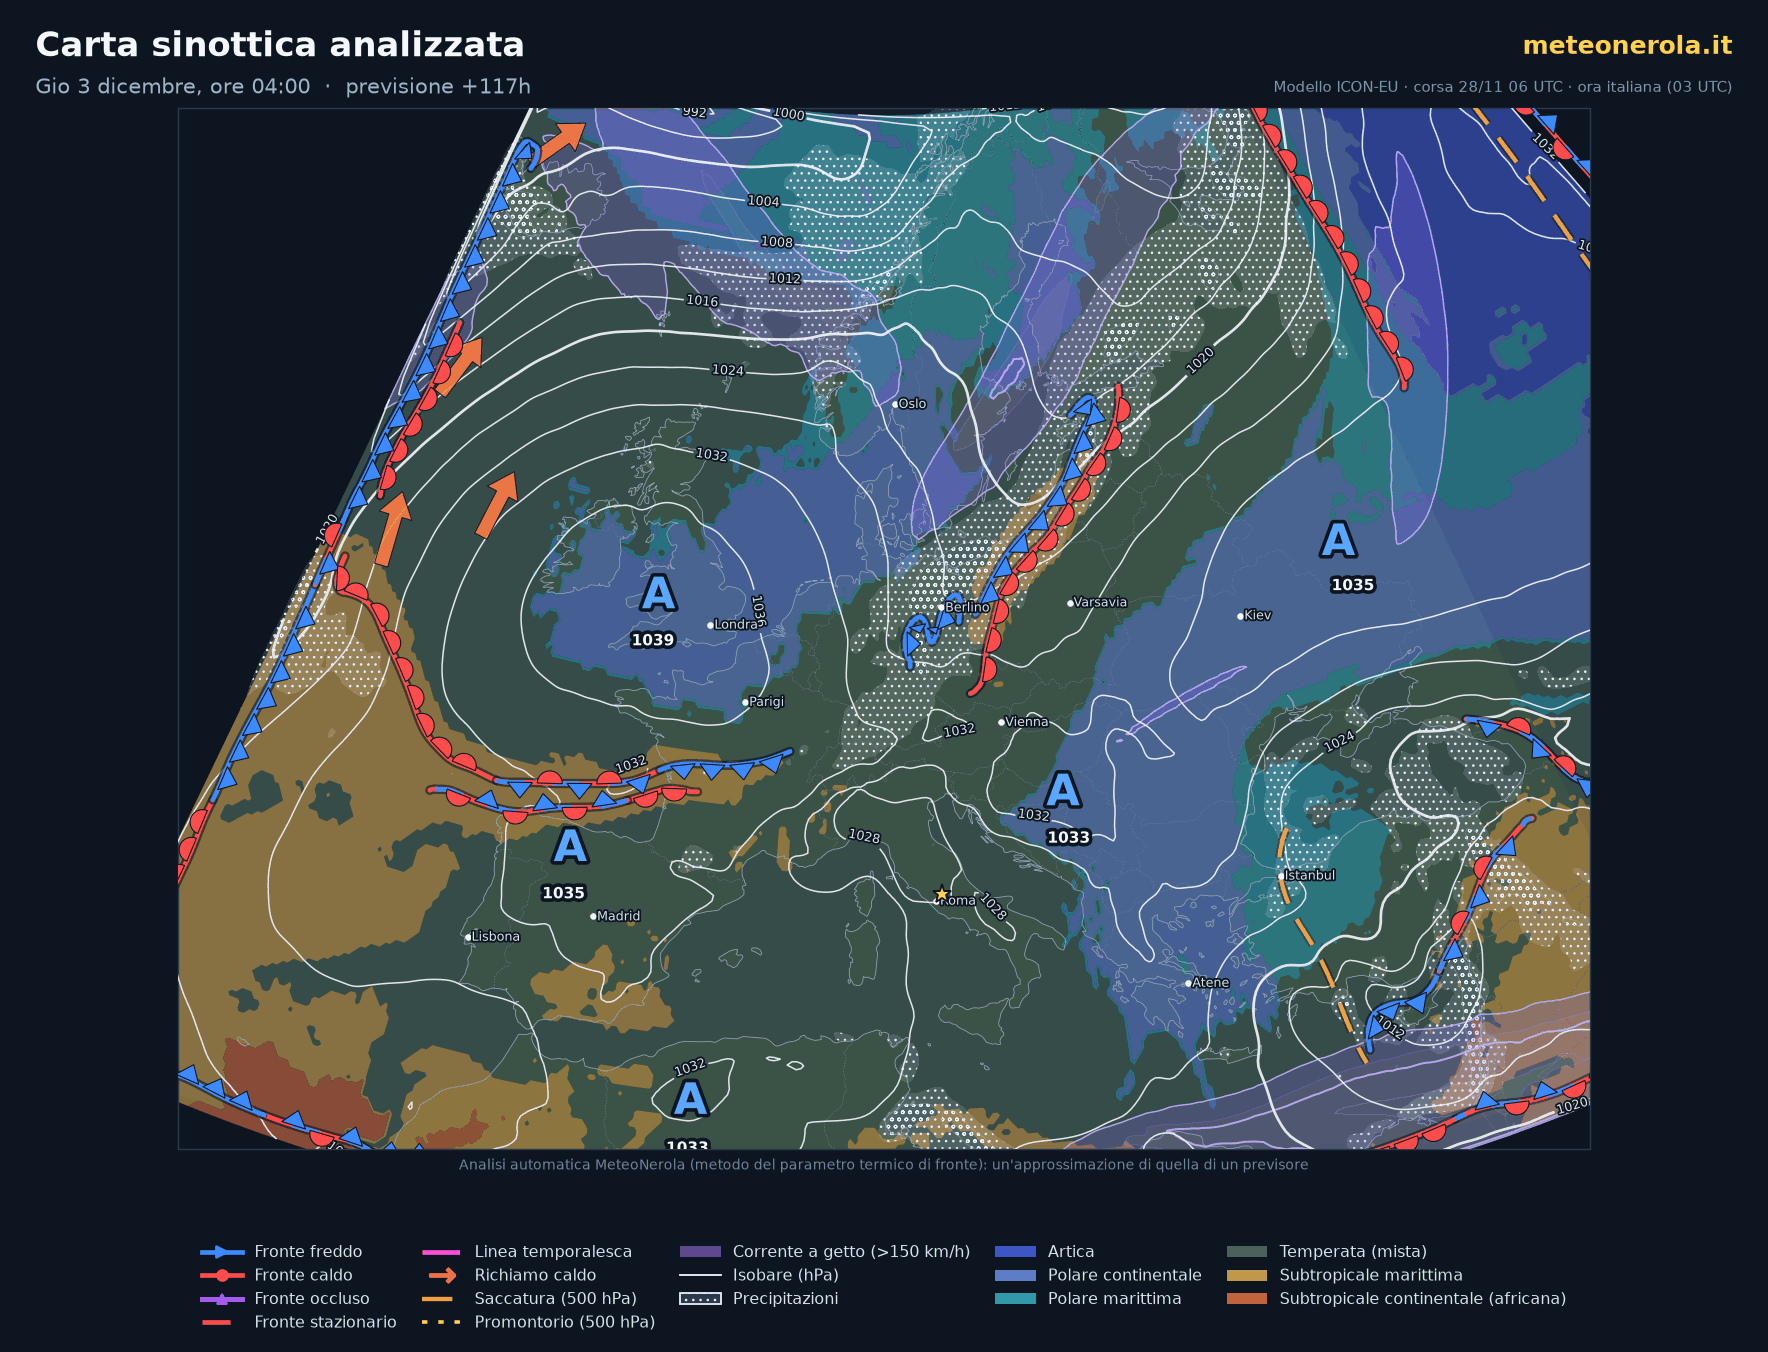 Carta sinottica analizzata
meteonerola.it
Gio 3 dicembre, ore 04:00 · previsione +117h
Modello ICON-EU · corsa 28/11 06 UTC · ora italiana (03 UTC)
992
1000
1032
1004
1008
1012
1016
1020
1024
Oslo
1032
1020
A
1035
A
1039
Londra
1036
Berlino
Varsavia
Kiev
Parigi
Vienna
1032
1024
1032
A
1033
1032
1028
A
1035
Istanbul
Roma
1028
Madrid
Lisbona
Atene
1012
1032
A
1033
1020
Analisi automatica MeteoNerola (metodo del parametro termico di fronte): un'approssimazione di quella di un previsore
Fronte freddo
Fronte caldo
Fronte occluso
Fronte stazionario
Linea temporalesca
Richiamo caldo
Saccatura (500 hPa)
Promontorio (500 hPa)
Corrente a getto (>150 km/h)
Isobare (hPa)
Precipitazioni
Artica
Polare continentale
Polare marittima
Temperata (mista)
Subtropicale marittima
Subtropicale continentale (africana)